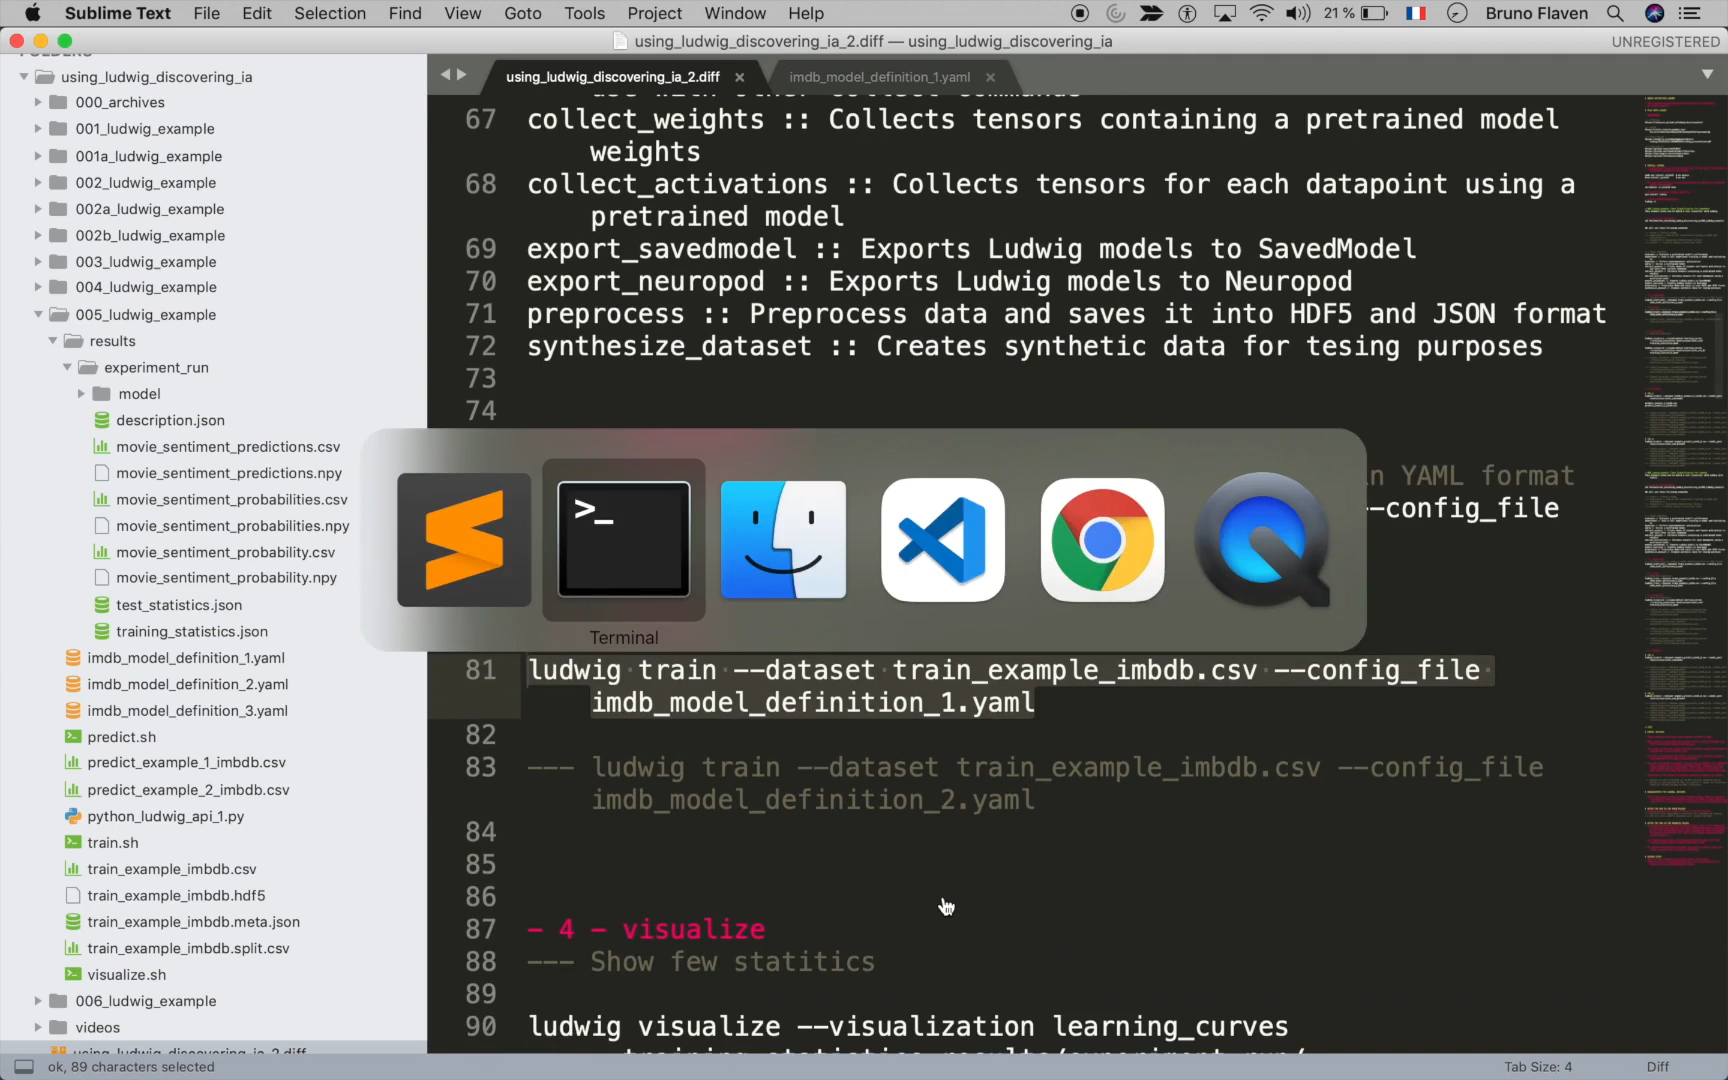 Sublime Text File Edit Selection Find View Goto Tools Project Window Help 21 % Bruno Flaven
using_ludwig_discovering_ia_2.diff — using_ludwig_discovering_ia
UNREGISTERED
FOLDERS
using_ludwig_discovering_ia
000_archives
001_ludwig_example
001a_ludwig_example
002_ludwig_example
002a_ludwig_example
002b_ludwig_example
003_ludwig_example
004_ludwig_example
005_ludwig_example
results
experiment_run
model
description.json
movie_sentiment_predictions.csv
movie_sentiment_predictions.npy
movie_sentiment_probabilities.csv
movie_sentiment_probabilities.npy
movie_sentiment_probability.csv
movie_sentiment_probability.npy
test_statistics.json
training_statistics.json
imdb_model_definition_1.yaml
imdb_model_definition_2.yaml
imdb_model_definition_3.yaml
predict.sh
predict_example_1_imbdb.csv
predict_example_2_imbdb.csv
python_ludwig_api_1.py
train.sh
train_example_imbdb.csv
train_example_imbdb.hdf5
train_example_imbdb.meta.json
train_example_imbdb.split.csv
visualize.sh
006_ludwig_example
videos
using_ludwig_discovering_ia_2.diff
using_ludwig_discovering_ia_2.diff ×
imdb_model_definition_1.yaml ×
67 collect_weights :: Collects tensors containing a pretrained model
weights
68 collect_activations :: Collects tensors for each datapoint using a
pretrained model
69 export_savedmodel :: Exports Ludwig models to SavedModel
70 export_neuropod :: Exports Ludwig models to Neuropod
71 preprocess :: Preprocess data and saves it into HDF5 and JSON format
72 synthesize_dataset :: Creates synthetic data for tesing purposes
73
74
YAML format
--config_file
>_
Terminal
81 ludwig train --dataset train_example_imbdb.csv --config_file
imdb_model_definition_1.yaml
82
83 --- ludwig train --dataset train_example_imbdb.csv --config_file
imdb_model_definition_2.yaml
84
85
86
87 - 4 - visualize
88 --- Show few statitics
89
90 ludwig visualize --visualization learning_curves
ok, 89 characters selected
Tab Size: 4
Diff